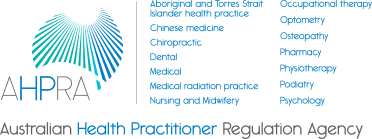 AHPRA
Aboriginal and Torres Strait
Islander health practice
Chinese medicine
Chiropractic
Dental
Medical
Medical radiation practice
Nursing and Midwifery
Occupational therapy
Optometry
Osteopathy
Pharmacy
Physiotherapy
Podiatry
Psychology
Australian Health Practitioner Regulation Agency